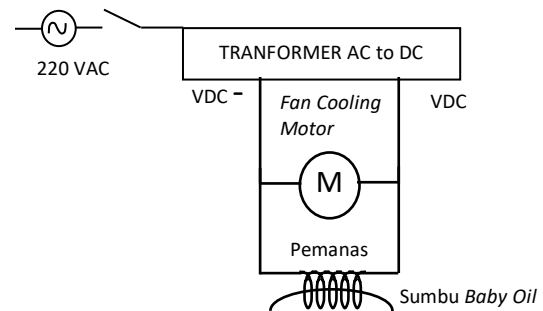 220 VAC
TRANFORMER AC to DC
VDC -
Fan Cooling
Motor
VDC
M
Pemanas
Sumbu Baby Oil